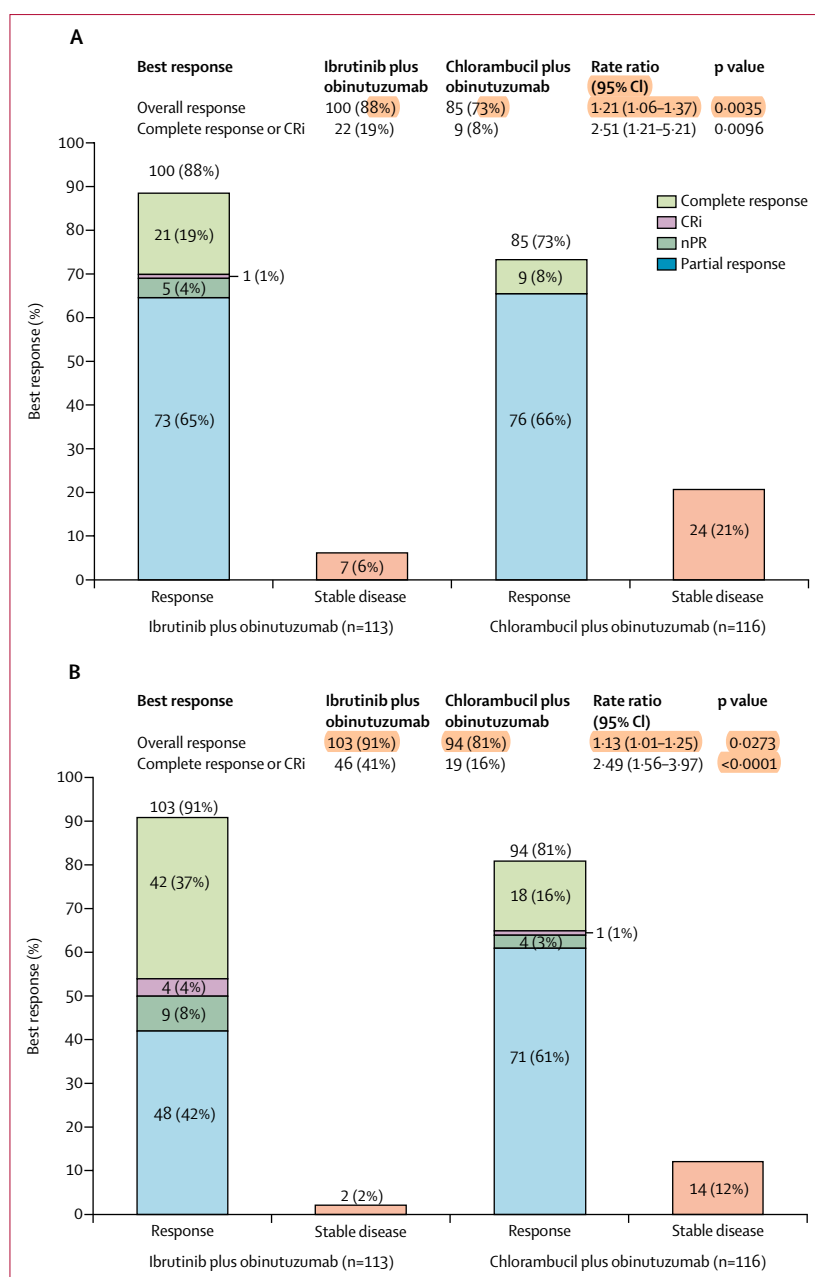 A
Best response Ibrutinib plus obinutuzumab Chlorambucil plus obinutuzumab Rate ratio (95% Cl) p value
Overall response 100 (88%) 85 (73%) 1·21 (1·06–1·37) 0·0035
Complete response or CRi 22 (19%) 9 (8%) 2·51 (1·21–5·21) 0·0096
Best response (%)
100
90
80
70
60
50
40
30
20
10
0
100 (88%)
21 (19%)
1 (1%)
5 (4%)
73 (65%)
7 (6%)
85 (73%)
9 (8%)
76 (66%)
24 (21%)
Complete response
CRi
nPR
Partial response
Response Stable disease Response Stable disease
Ibrutinib plus obinutuzumab (n=113) Chlorambucil plus obinutuzumab (n=116)
B
Best response Ibrutinib plus obinutuzumab Chlorambucil plus obinutuzumab Rate ratio (95% Cl) p value
Overall response 103 (91%) 94 (81%) 1·13 (1·01–1·25) 0·0273
Complete response or CRi 46 (41%) 19 (16%) 2·49 (1·56–3·97) <0·0001
Best response (%)
100
90
80
70
60
50
40
30
20
10
0
103 (91%)
42 (37%)
4 (4%)
9 (8%)
48 (42%)
2 (2%)
94 (81%)
18 (16%)
1 (1%)
4 (3%)
71 (61%)
14 (12%)
Response Stable disease Response Stable disease
Ibrutinib plus obinutuzumab (n=113) Chlorambucil plus obinutuzumab (n=116)